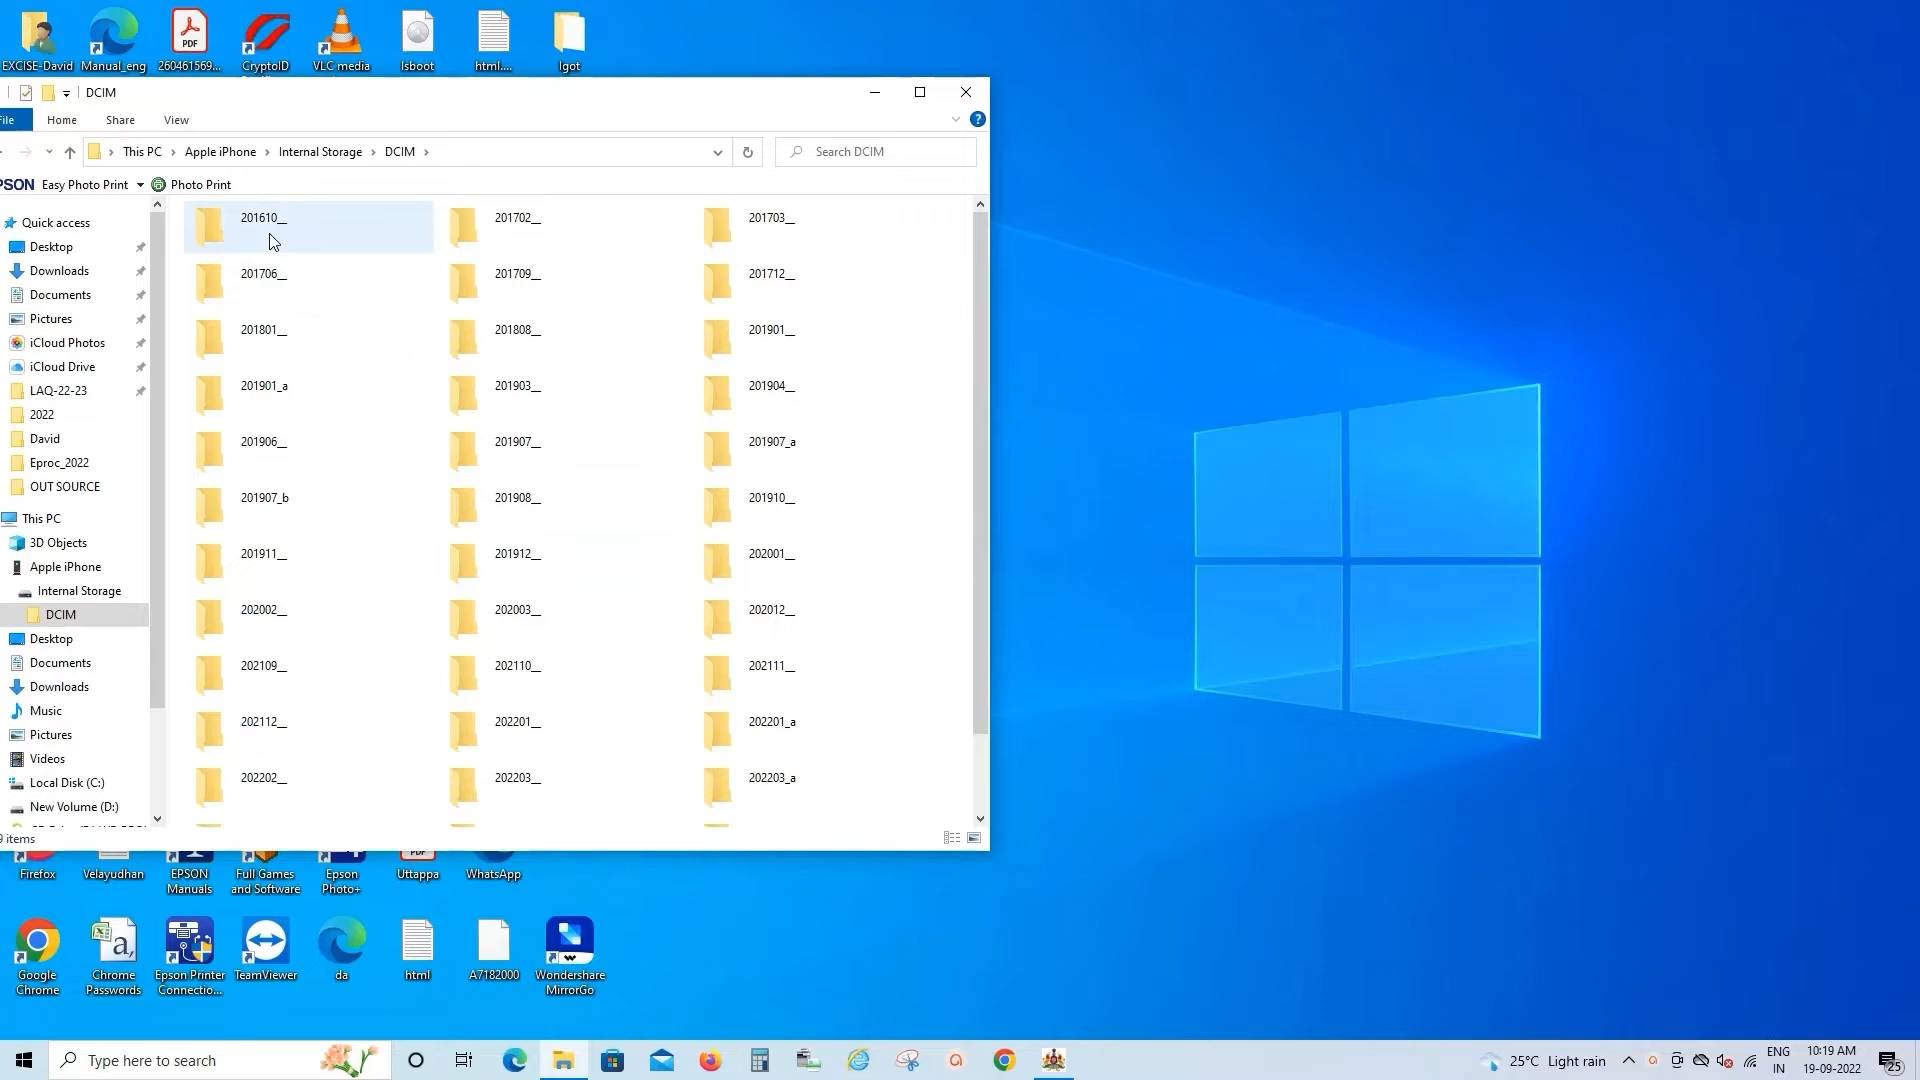 EXCISE-David
Manual_eng
260461569...
CryptoID
VLC media
lsboot
html....
Igot
DCIM
File
Home
Share
View
This PC
Apple iPhone
Internal Storage
DCIM
Search DCIM
EPSON Easy Photo Print
Photo Print
Quick access
Desktop
Downloads
Documents
Pictures
iCloud Photos
iCloud Drive
LAQ-22-23
2022
David
Eproc_2022
OUT SOURCE
This PC
3D Objects
Apple iPhone
Internal Storage
DCIM
Desktop
Documents
Downloads
Music
Pictures
Videos
Local Disk (C:)
New Volume (D:)
201610__
201702__
201703__
201706__
201709__
201712__
201801__
201808__
201901__
201901_a
201903__
201904__
201906__
201907__
201907_a
201907_b
201908__
201910__
201911__
201912__
202001__
202002__
202003__
202012__
202109__
202110__
202111__
202112__
202201__
202201_a
202202__
202203__
202203_a
9 items
Firefox
Velayudhan
EPSON
Manuals
Full Games
and Software
Epson
Photo+
PDF
Uttappa
WhatsApp
Google
Chrome
Chrome
Passwords
Epson Printer
Connectio...
TeamViewer
da
html
A7182000
Wondershare
MirrorGo
Type here to search
25°C Light rain
ENG
IN
10:19 AM
19-09-2022
25